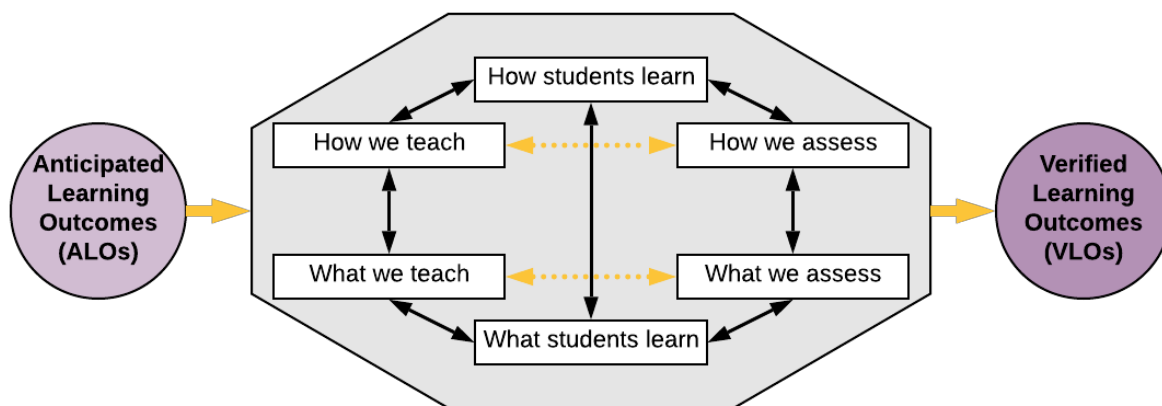 How students learn
How we teach
How we assess
Anticipated
Learning
Outcomes
(ALOs)
Verified
Learning
Outcomes
(VLOs)
What we teach
What we assess
What students learn